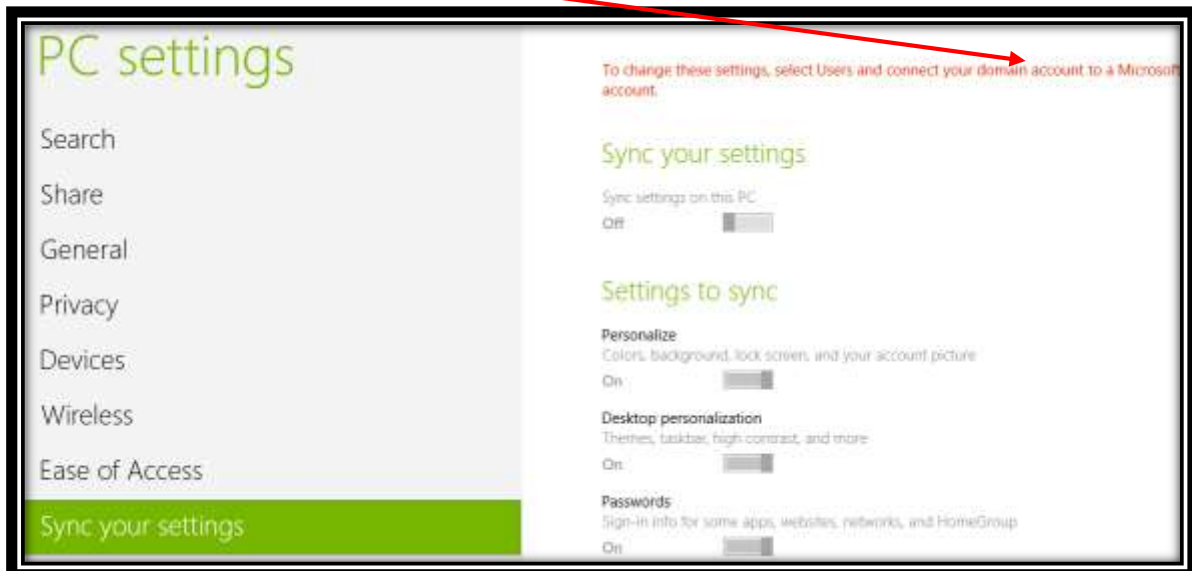 PC settings
Search
Share
General
Privacy
Devices
Wireless
Ease of Access
Sync your settings
To change these settings, select Users and connect your domain account to a Microsoft
account.
Sync your settings
Sync settings on this PC
Off
Settings to sync
Personalize
Colors, background, lock screen, and your account picture
On
Desktop personalization
Themes, taskbar, high contrast, and more
On
Passwords
Sign-in info for some apps, websites, networks, and HomeGroup
On